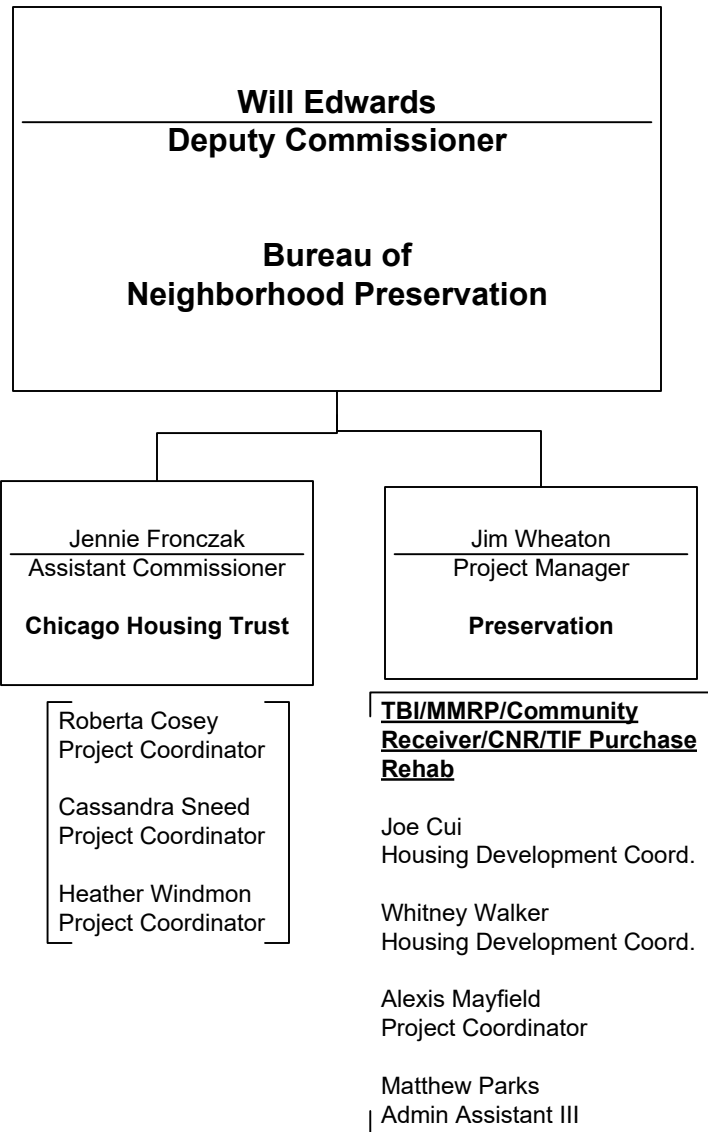 Will Edwards
Deputy Commissioner
Bureau of
Neighborhood Preservation
Jennie Fronczak
Assistant Commissioner
Chicago Housing Trust
Roberta Cosey
Project Coordinator
Cassandra Sneed
Project Coordinator
Heather Windmon
Project Coordinator
Jim Wheaton
Project Manager
Preservation
TBI/MMRP/Community
Receiver/CNR/TIF Purchase
Rehab
Joe Cui
Housing Development Coord.
Whitney Walker
Housing Development Coord.
Alexis Mayfield
Project Coordinator
Matthew Parks
Admin Assistant III